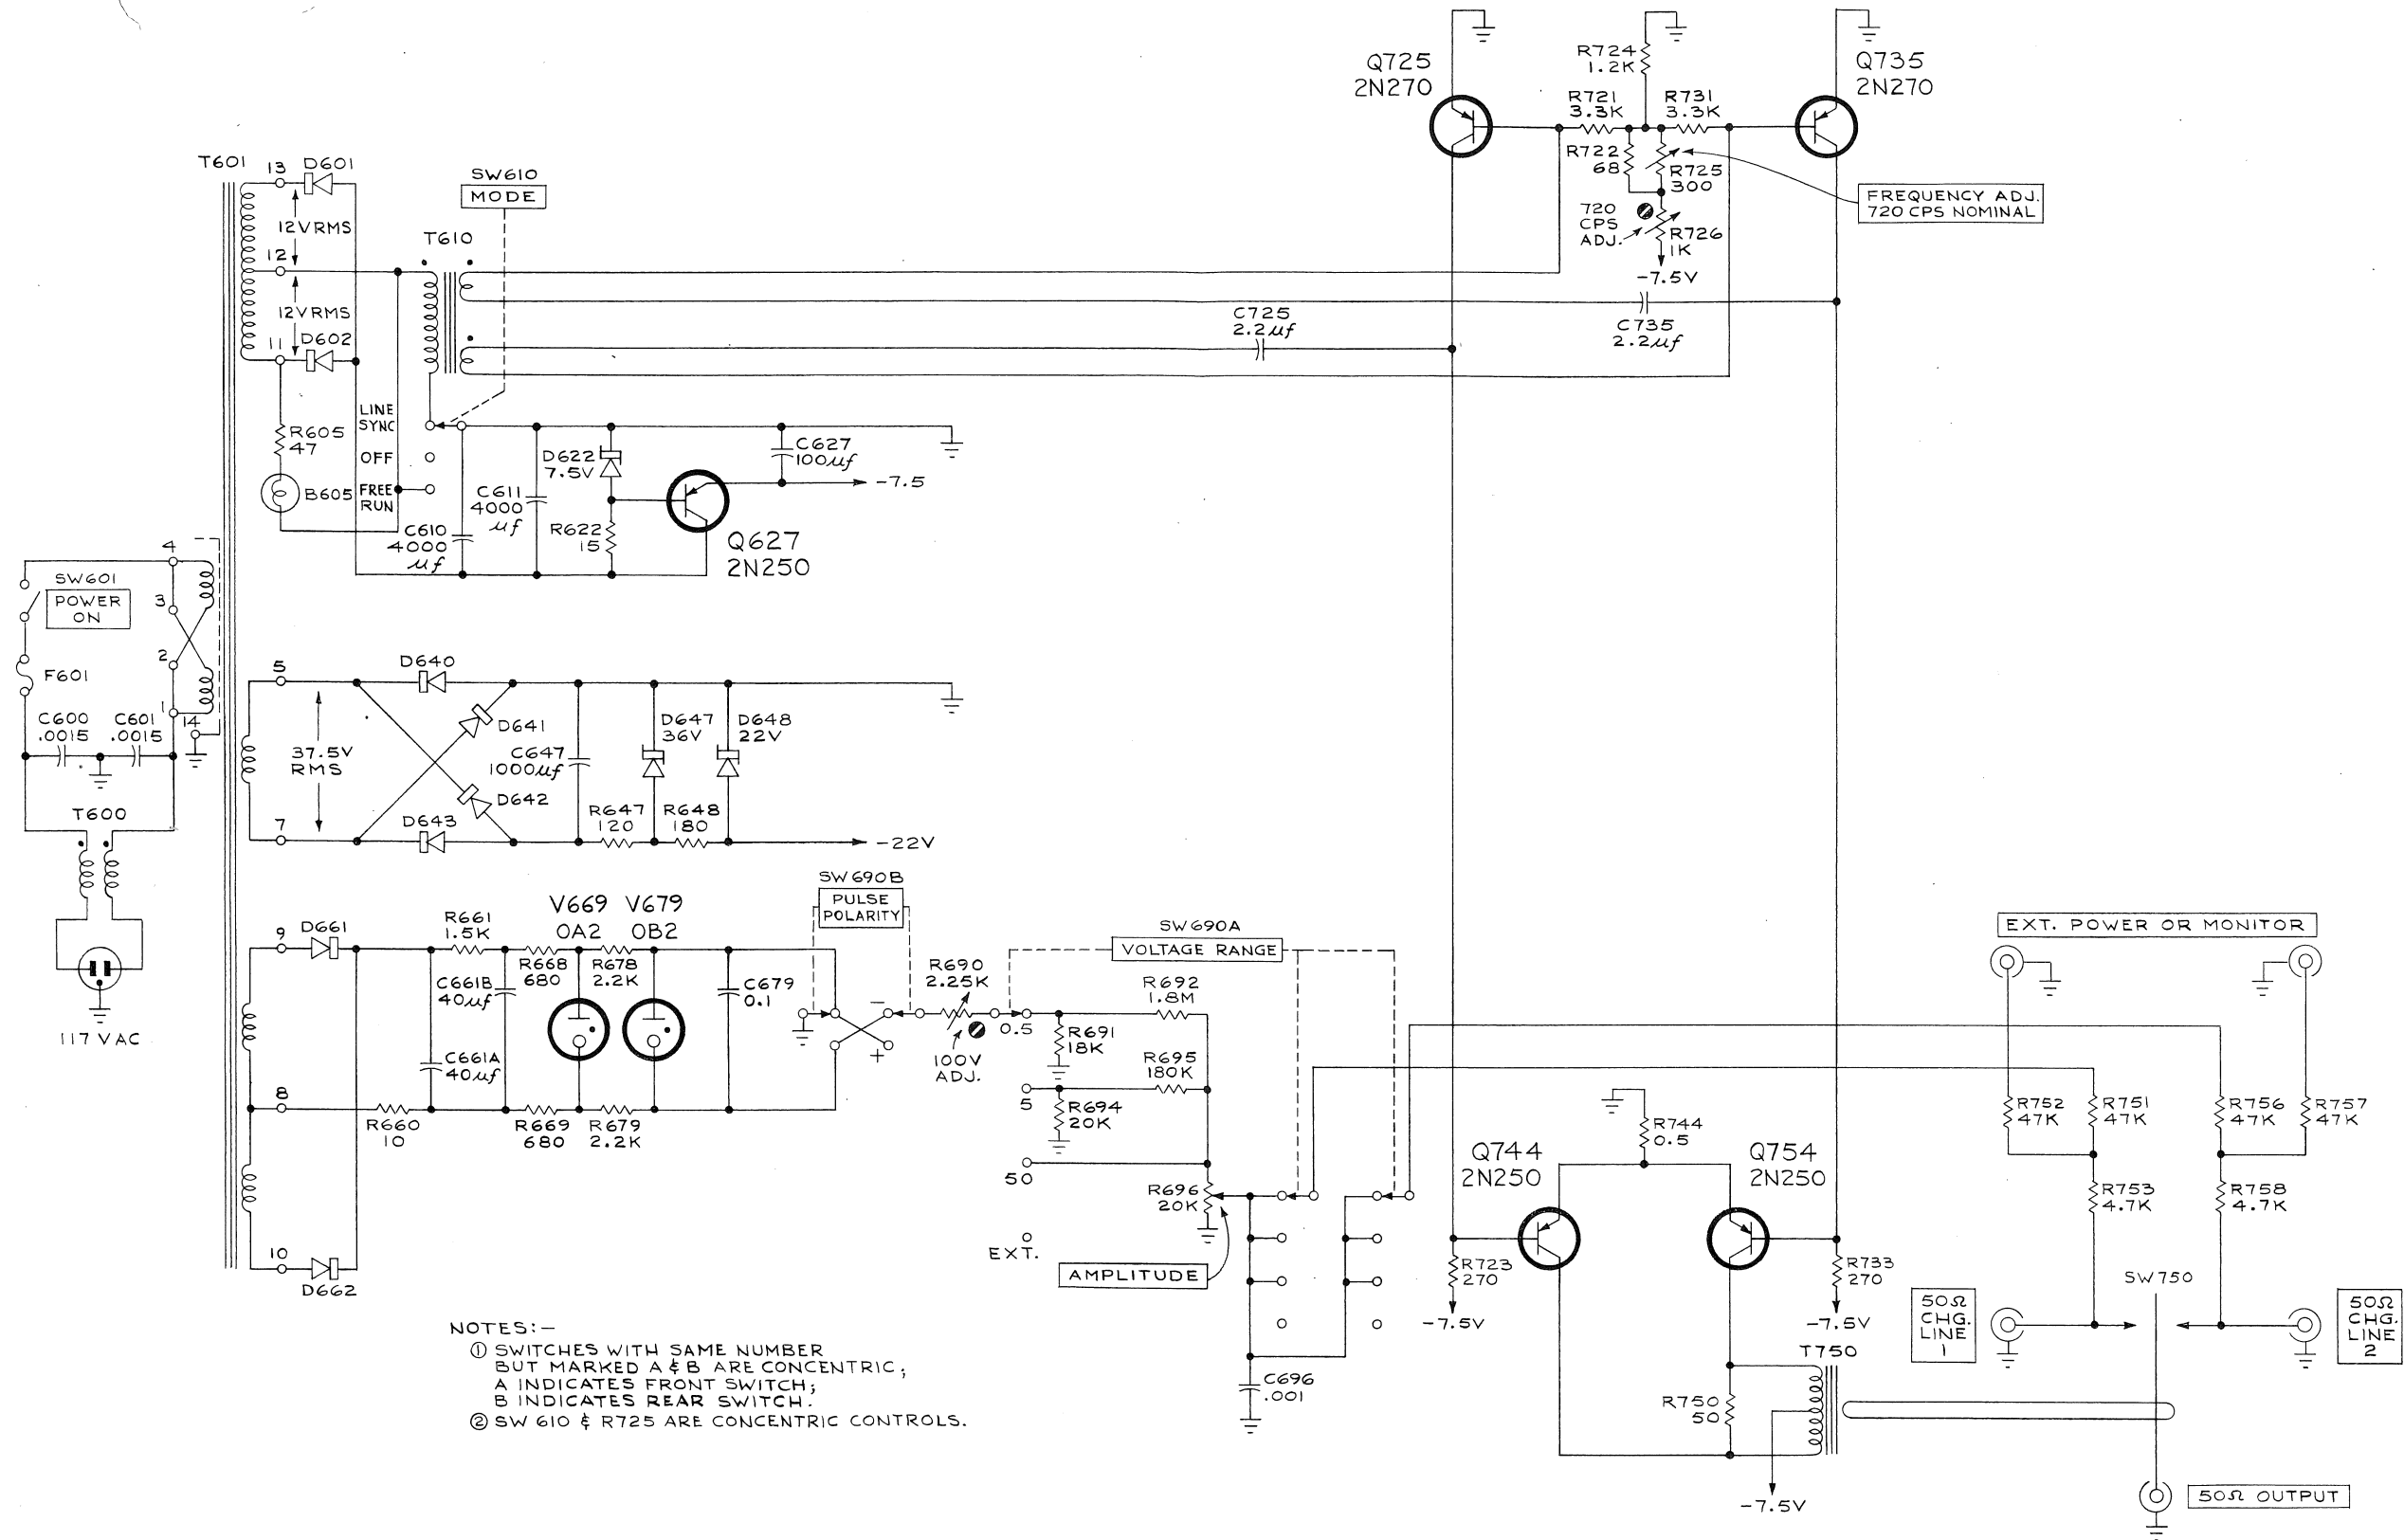 Q725
2N270
R724
1.2K
Q735
2N270
R721
3.3K
R731
3.3K
R722
68
R725
300
FREQUENCY ADJ.
720 CPS NOMINAL
720
CPS
ADJ.
R726
1K
-7.5V
T601
13
D601
12V RMS
12
12V RMS
11
D602
SW610
MODE
T610
C725
2.2µf
C735
2.2µf
R605
47
B605
LINE
SYNC
OFF
FREE
RUN
C610
4000
µf
C611
4000
µf
D622
7.5V
R622
15
C627
100µf
-7.5
Q627
2N250
4
3
2
1
14
SW601
POWER
ON
F601
C600
.0015
C601
.0015
T600
117 VAC
5
37.5V
RMS
7
D640
D641
D642
D643
C647
1000µf
D647
36V
D648
22V
R647
120
R648
180
-22V
9
D661
8
10
D662
R661
1.5K
V669
0A2
V679
0B2
R668
680
R678
2.2K
C661B
40µf
C661A
40µf
R660
10
R669
680
R679
2.2K
C679
0.1
SW690B
PULSE
POLARITY
−
+
R690
2.25K
100V
ADJ.
SW690A
VOLTAGE RANGE
0.5
5
50
EXT.
R691
18K
R692
1.8M
R695
180K
R694
20K
R696
20K
AMPLITUDE
C696
.001
EXT. POWER OR MONITOR
R752
47K
R751
47K
R756
47K
R757
47K
R753
4.7K
R758
4.7K
Q744
2N250
R744
0.5
Q754
2N250
R723
270
-7.5V
R733
270
-7.5V
T750
R750
50
-7.5V
50Ω
CHG.
LINE
1
SW750
50Ω
CHG.
LINE
2
50Ω OUTPUT
NOTES:-
① SWITCHES WITH SAME NUMBER
BUT MARKED A & B ARE CONCENTRIC;
A INDICATES FRONT SWITCH;
B INDICATES REAR SWITCH.
② SW 610 & R725 ARE CONCENTRIC CONTROLS.